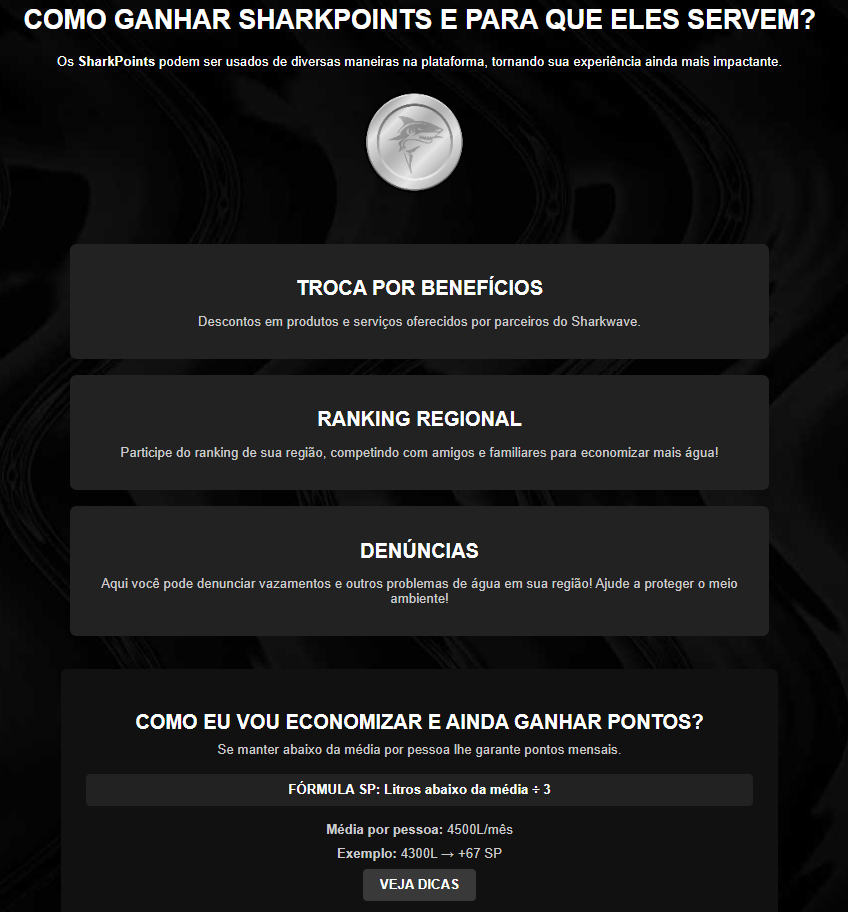 COMO GANHAR SHARKPOINTS E PARA QUE ELES SERVEM?
Os SharkPoints podem ser usados de diversas maneiras na plataforma, tornando sua experiência ainda mais impactante.
TROCA POR BENEFÍCIOS
Descontos em produtos e serviços oferecidos por parceiros do Sharkwave.
RANKING REGIONAL
Participe do ranking de sua região, competindo com amigos e familiares para economizar mais água!
DENÚNCIAS
Aqui você pode denunciar vazamentos e outros problemas de água em sua região! Ajude a proteger o meio
ambiente!
COMO EU VOU ECONOMIZAR E AINDA GANHAR PONTOS?
Se manter abaixo da média por pessoa lhe garante pontos mensais.
FÓRMULA SP: Litros abaixo da média ÷ 3
Média por pessoa: 4500L/mês
Exemplo: 4300L → +67 SP
VEJA DICAS